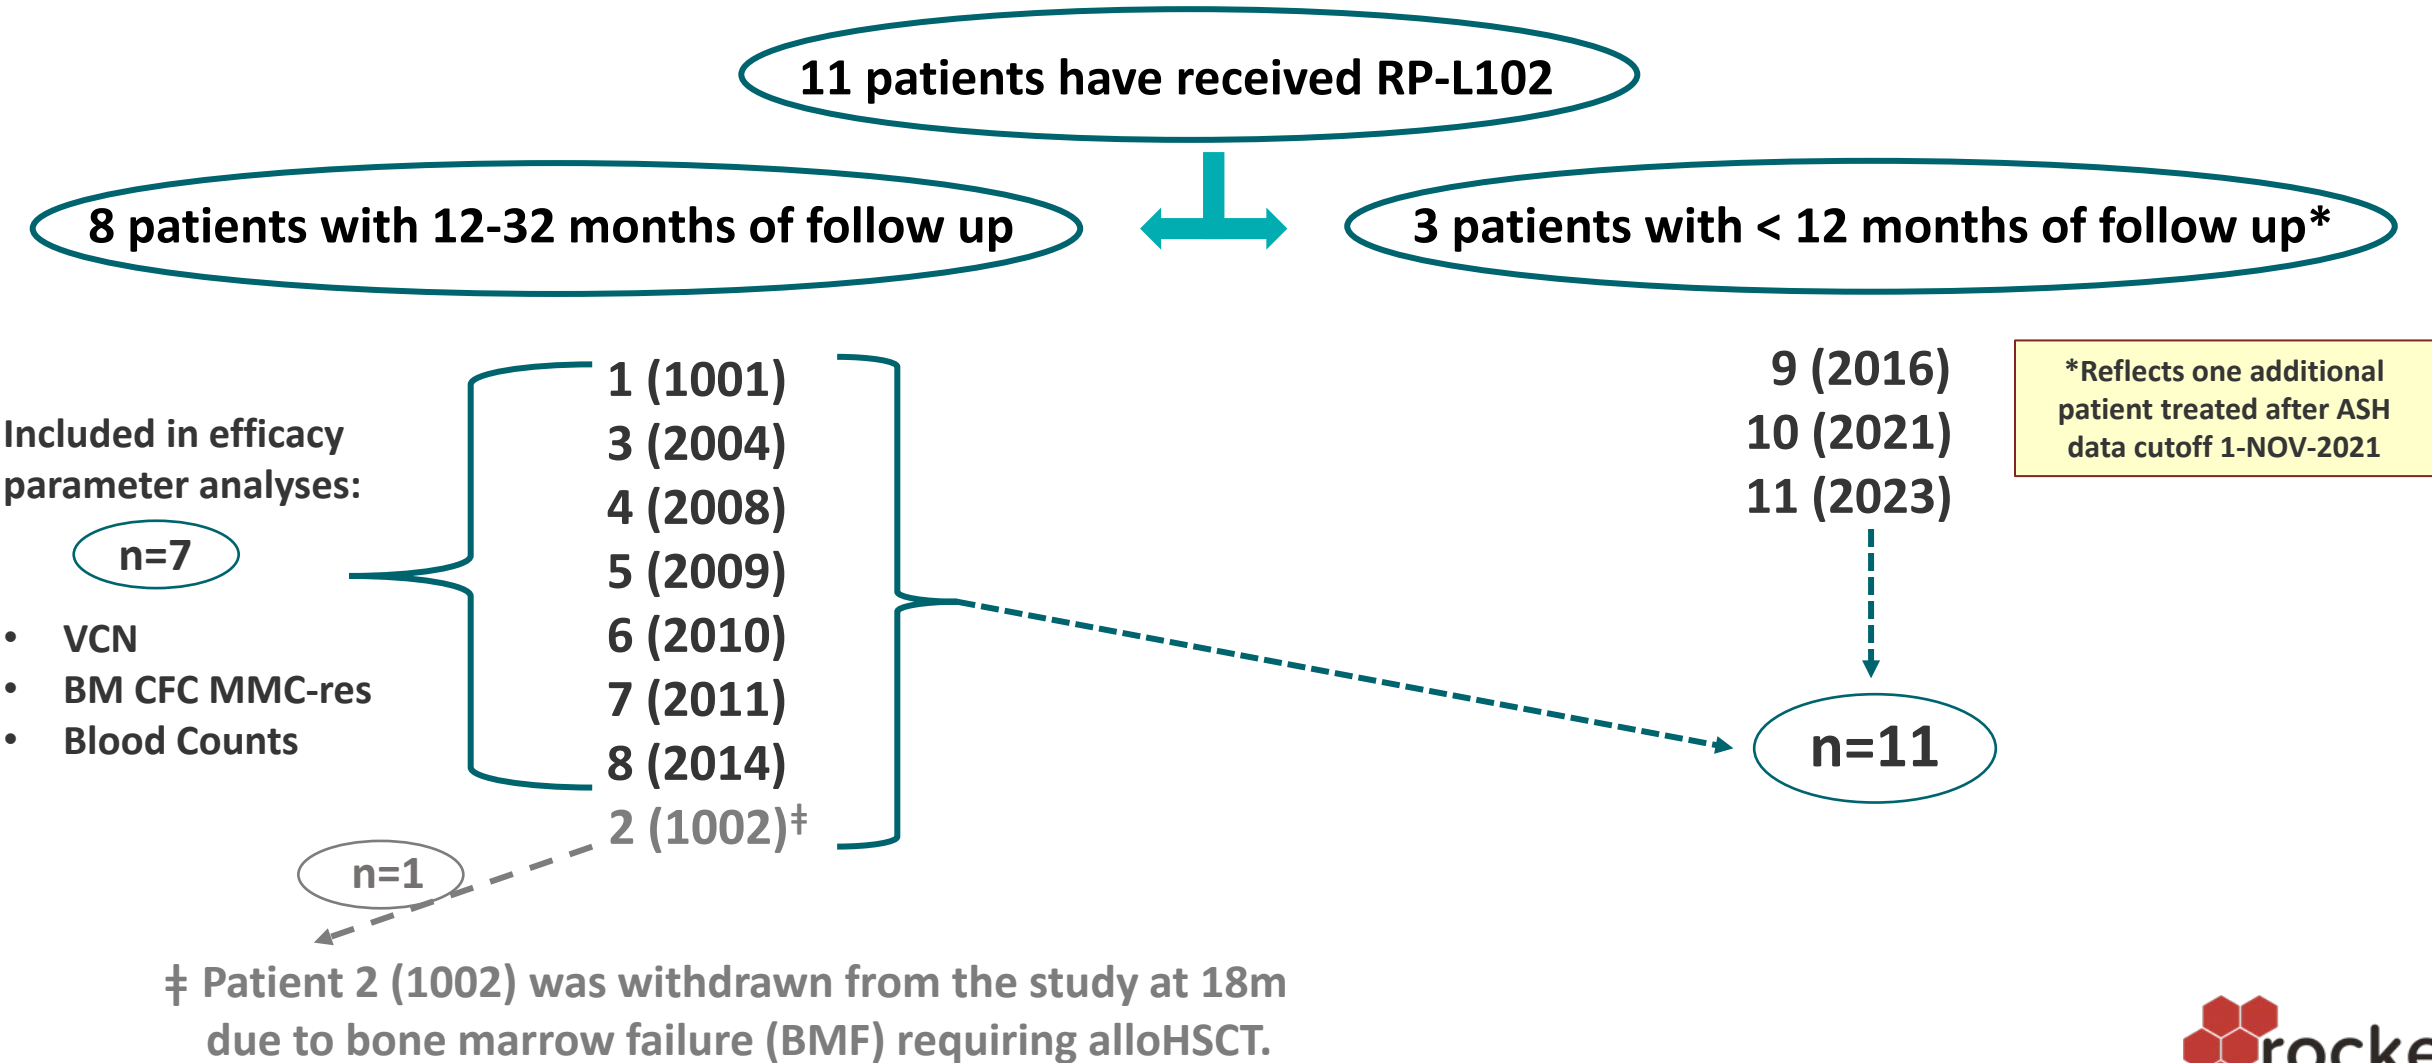 11 patients have received RP-L102
8 patients with 12-32 months of follow up
3 patients with < 12 months of follow up*
Included in efficacy
parameter analyses:
n=7
• VCN
• BM CFC MMC-res
• Blood Counts
1 (1001)
3 (2004)
4 (2008)
5 (2009)
6 (2010)
7 (2011)
8 (2014)
2 (1002)‡
n=1
‡ Patient 2 (1002) was withdrawn from the study at 18m
due to bone marrow failure (BMF) requiring alloHSCT.
9 (2016)
10 (2021)
11 (2023)
*Reflects one additional
patient treated after ASH
data cutoff 1-NOV-2021
n=11
rocke